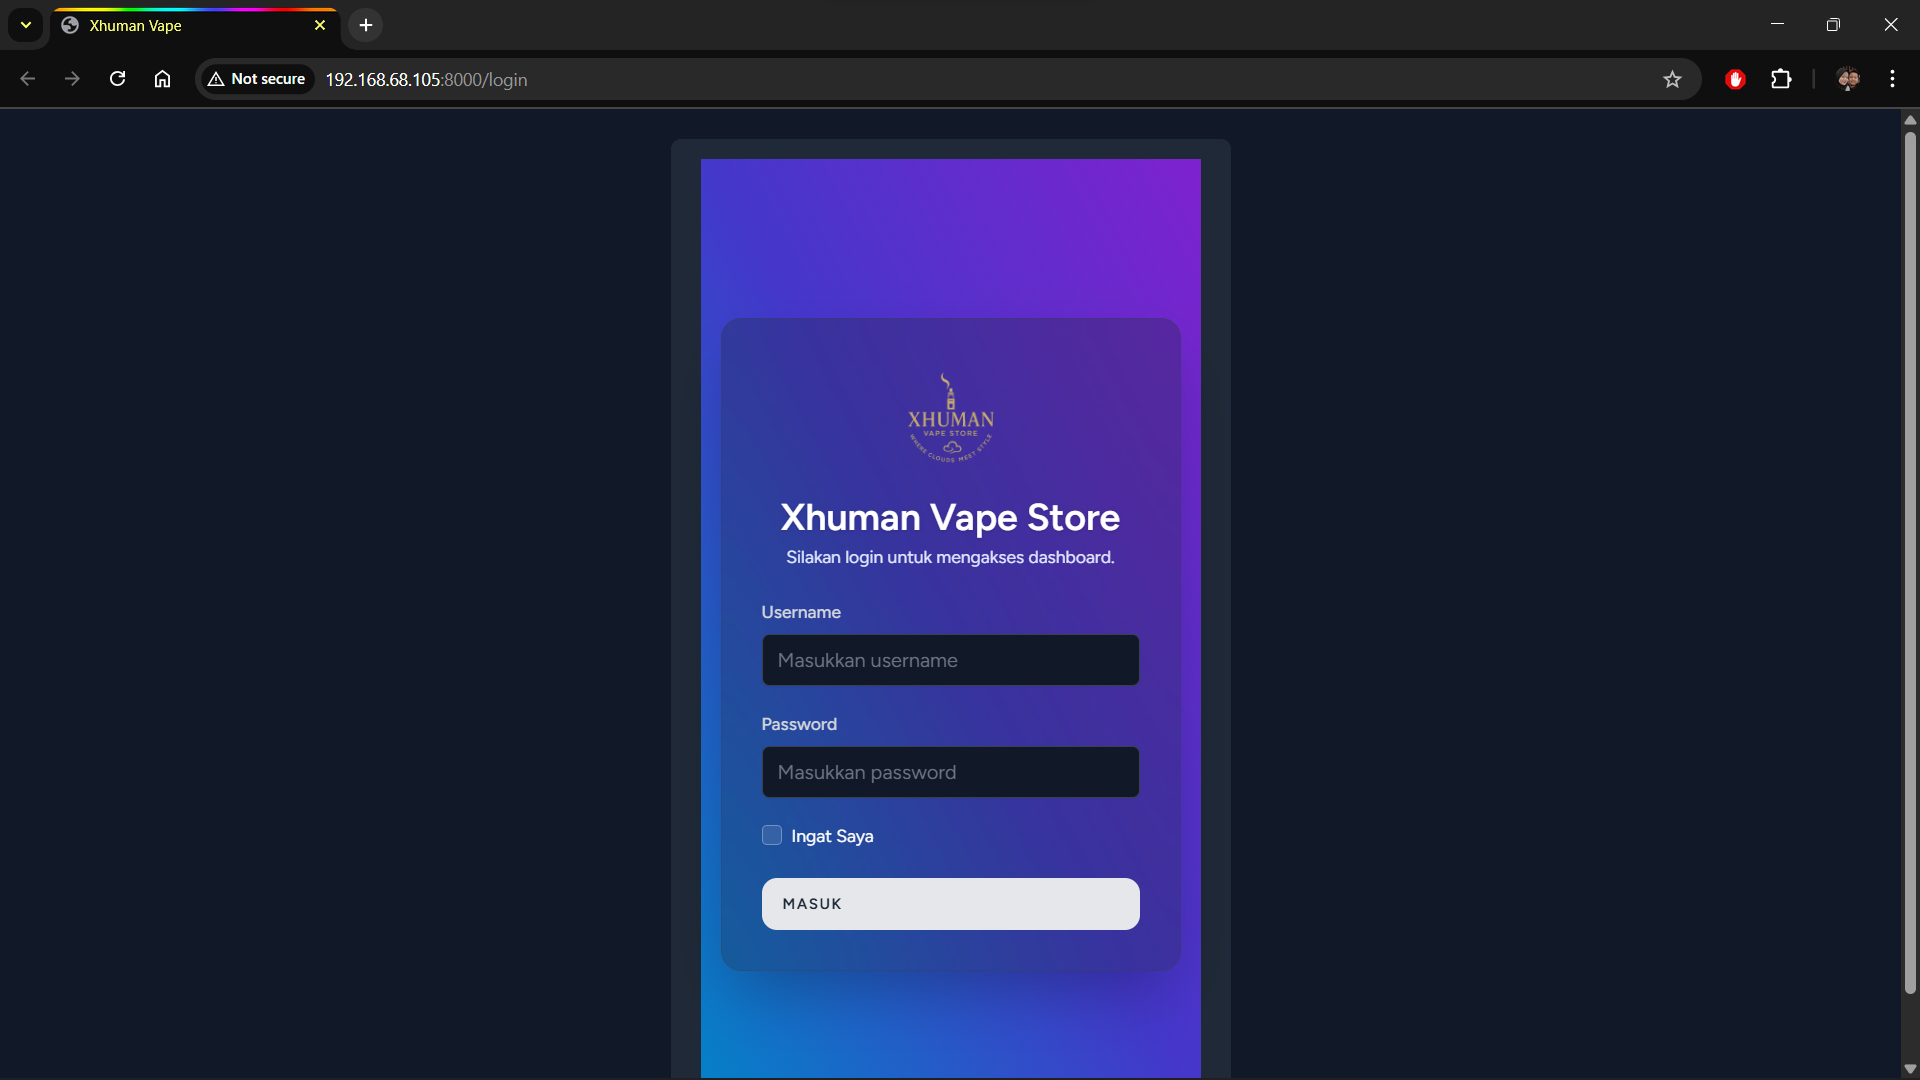 Xhuman Vape
Not secure
192.168.68.105:8000/login
XHUMAN
VAPE STORE
WHERE CLOUDS MEET STYLE
Xhuman Vape Store
Silakan login untuk mengakses dashboard.
Username
Masukkan username
Password
Masukkan password
Ingat Saya
MASUK